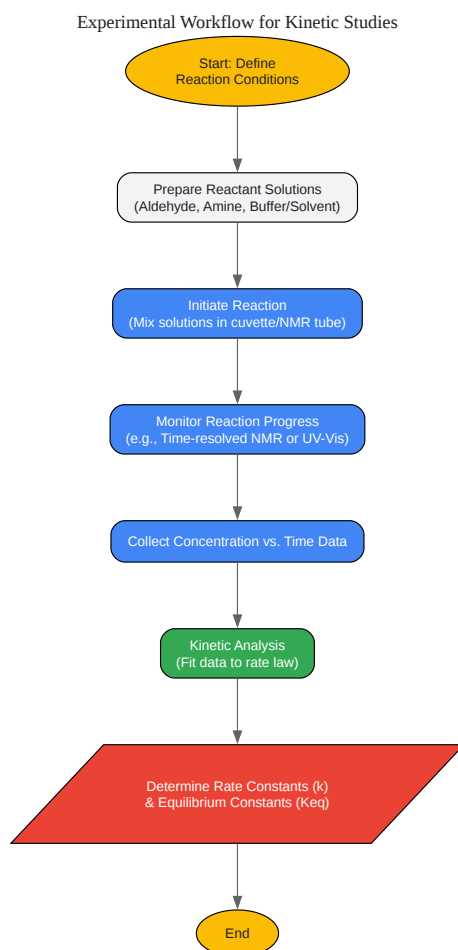 Experimental Workflow for Kinetic Studies
Start: Define
Reaction Conditions
Prepare Reactant Solutions
(Aldehyde, Amine, Buffer/Solvent)
Initiate Reaction
(Mix solutions in cuvette/NMR tube)
Monitor Reaction Progress
(e.g., Time-resolved NMR or UV-Vis)
Collect Concentration vs. Time Data
Kinetic Analysis
(Fit data to rate law)
Determine Rate Constants (k)
& Equilibrium Constants (Keq)
End